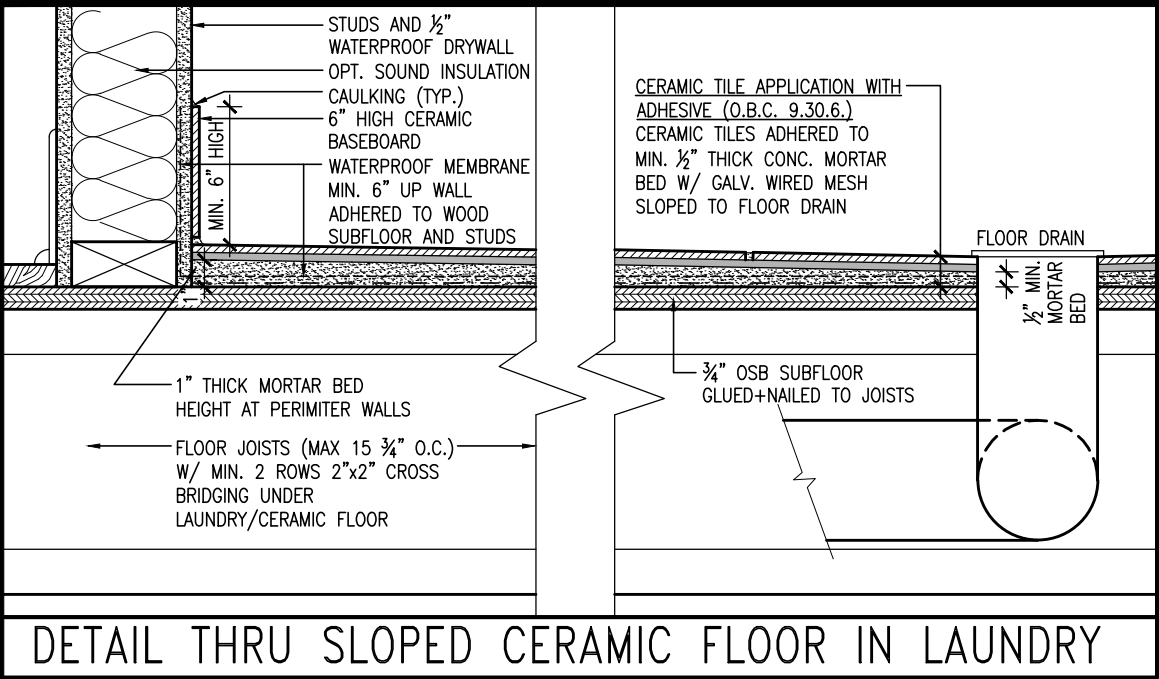 STUDS AND ½"
WATERPROOF DRYWALL
OPT. SOUND INSULATION
CAULKING (TYP.)
6" HIGH CERAMIC
BASEBOARD
WATERPROOF MEMBRANE
MIN. 6" UP WALL
ADHERED TO WOOD
SUBFLOOR AND STUDS
MIN. 6" HIGH
1"
CERAMIC TILE APPLICATION WITH
ADHESIVE (O.B.C. 9.30.6.)
CERAMIC TILES ADHERED TO
MIN. ½" THICK CONC. MORTAR
BED W/ GALV. WIRED MESH
SLOPED TO FLOOR DRAIN
FLOOR DRAIN
½" MIN.
MORTAR
BED
1" THICK MORTAR BED
HEIGHT AT PERIMITER WALLS
¾" OSB SUBFLOOR
GLUED+NAILED TO JOISTS
FLOOR JOISTS (MAX 15 ¾" O.C.)
W/ MIN. 2 ROWS 2"x2" CROSS
BRIDGING UNDER
LAUNDRY/CERAMIC FLOOR
DETAIL THRU SLOPED CERAMIC FLOOR IN LAUNDRY